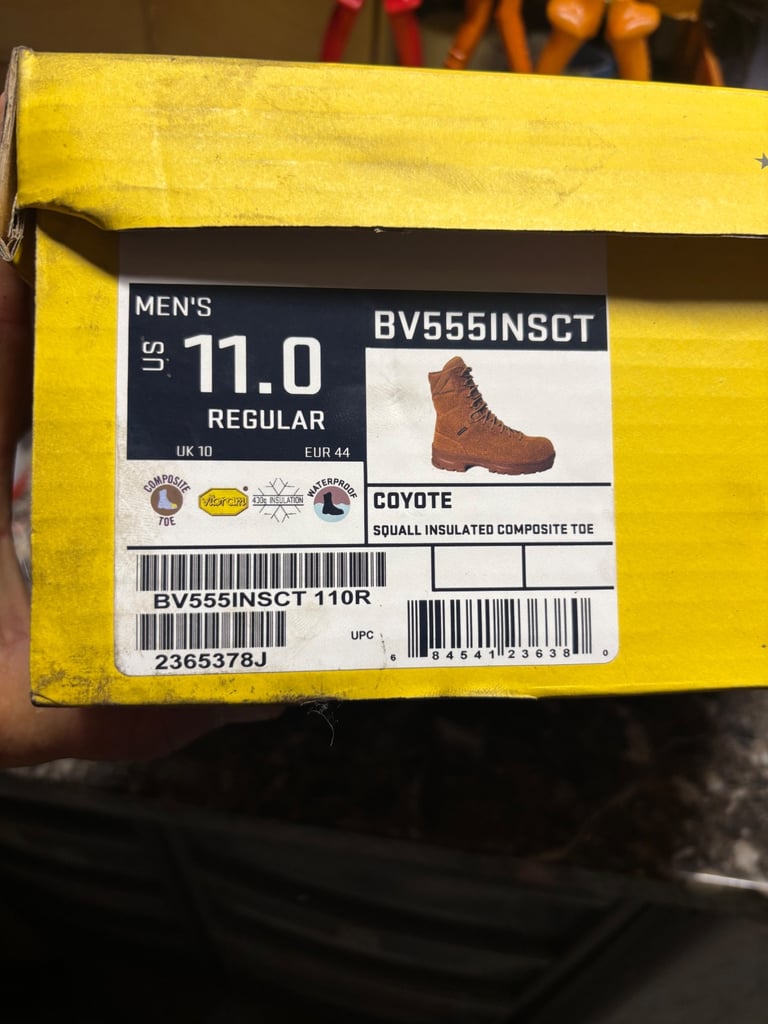 MEN'S
US 11.0
REGULAR
UK 10 EUR 44
BV555INSCT
COMPOSITE TOE
vibram
400g INSULATION
WATERPROOF
COYOTE
SQUALL INSULATED COMPOSITE TOE
BV555INSCT 110R
2365378J
UPC
6 84541 23638 0